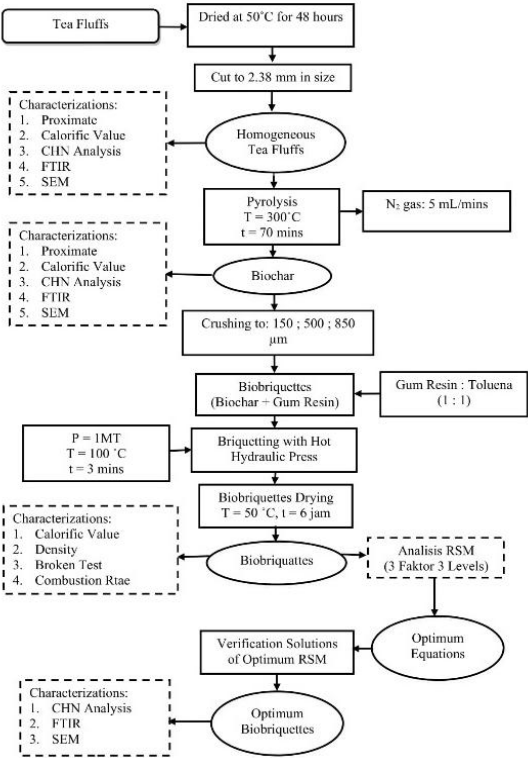 Tea Fluffs
Dried at 50˚C for 48 hours
Cut to 2.38 mm in size
Characterizations:
1. Proximate
2. Calorific Value
3. CHN Analysis
4. FTIR
5. SEM
Homogeneous
Tea Fluffs
Pyrolysis
T = 300˚C
t = 70 mins
N₂ gas: 5 mL/mins
Characterizations:
1. Proximate
2. Calorific Value
3. CHN Analysis
4. FTIR
5. SEM
Biochar
Crushing to: 150 ; 500 ; 850
µm
Biobriquettes
(Biochar + Gum Resin)
Gum Resin : Toluena
(1 : 1)
P = 1MT
T = 100 ˚C
t = 3 mins
Briquetting with Hot
Hydraulic Press
Biobriquettes Drying
T = 50 ˚C, t = 6 jam
Characterizations:
1. Calorific Value
2. Density
3. Broken Test
4. Combustion Rtae
Biobriquattes
Analisis RSM
(3 Faktor 3 Levels)
Optimum
Equations
Verification Solutions
of Optimum RSM
Characterizations:
1. CHN Analysis
2. FTIR
3. SEM
Optimum
Biobriquettes